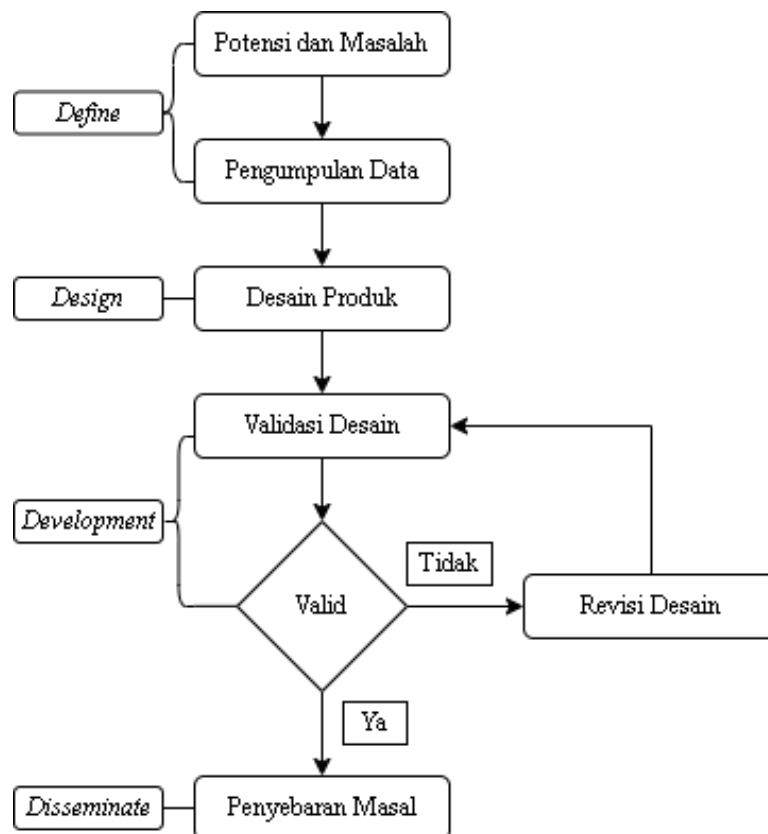 Potensi dan Masalah
Define
Pengumpulan Data
Design
Desain Produk
Validasi Desain
Development
Tidak
Valid
Revisi Desain
Ya
Disseminate
Penyebaran Masal